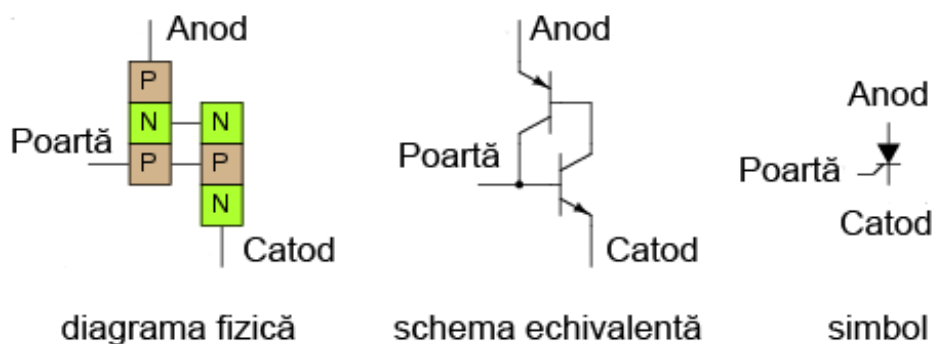 Anod
P
N N
Poartă P P
N
Catod
diagrama fizică
Anod
Poartă
Catod
schema echivalentă
Anod
Poartă
Catod
simbol